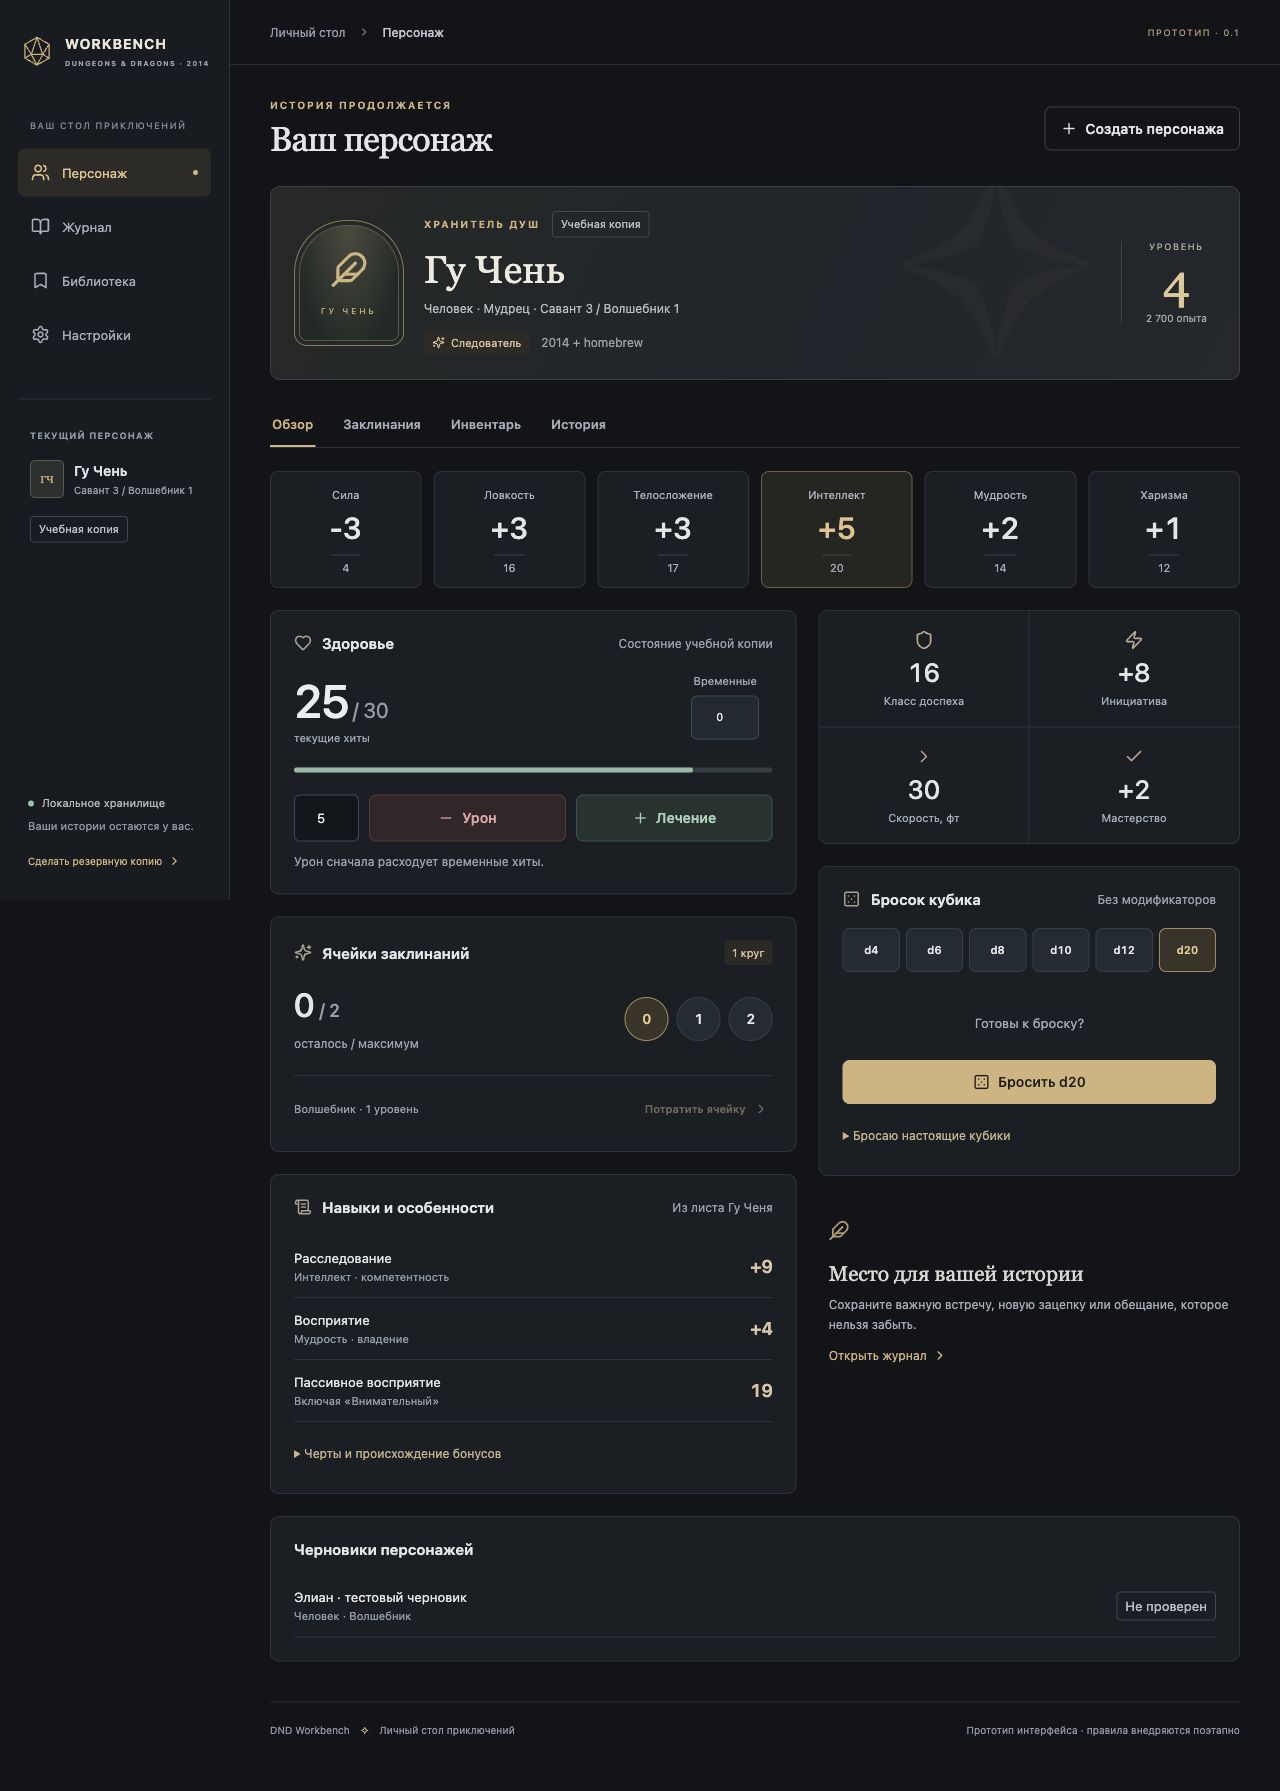 WORKBENCH
DUNGEONS & DRAGONS · 2014
ВАШ СТОЛ ПРИКЛЮЧЕНИЙ
Персонаж
Журнал
Библиотека
Настройки
ТЕКУЩИЙ ПЕРСОНАЖ
ГЧ
Гу Чень
Савант 3 / Волшебник 1
Учебная копия
Локальное хранилище
Ваши истории остаются у вас.
Сделать резервную копию
Личный стол
Персонаж
ПРОТОТИП · 0.1
ИСТОРИЯ ПРОДОЛЖАЕТСЯ
Ваш персонаж
Создать персонажа
ГУ ЧЕНЬ
ХРАНИТЕЛЬ ДУШ
Учебная копия
Гу Чень
Человек · Мудрец · Савант 3 / Волшебник 1
Следователь
2014 + homebrew
УРОВЕНЬ
4
2 700 опыта
Обзор
Заклинания
Инвентарь
История
Сила
-3
4
Ловкость
+3
16
Телосложение
+3
17
Интеллект
+5
20
Мудрость
+2
14
Харизма
+1
12
Здоровье
Состояние учебной копии
25 / 30
текущие хиты
Временные
0
5
Урон
Лечение
Урон сначала расходует временные хиты.
16
Класс доспеха
+8
Инициатива
30
Скорость, фт
+2
Мастерство
Ячейки заклинаний
1 круг
0 / 2
осталось / максимум
0
1
2
Волшебник · 1 уровень
Потратить ячейку
Бросок кубика
Без модификаторов
d4
d6
d8
d10
d12
d20
Готовы к броску?
Бросить d20
Бросаю настоящие кубики
Навыки и особенности
Из листа Гу Ченя
Расследование
Интеллект · компетентность
+9
Восприятие
Мудрость · владение
+4
Пассивное восприятие
Включая «Внимательный»
19
Черты и происхождение бонусов
Место для вашей истории
Сохраните важную встречу, новую зацепку или обещание, которое
нельзя забыть.
Открыть журнал
Черновики персонажей
Элиан · тестовый черновик
Человек · Волшебник
Не проверен
DND Workbench
Личный стол приключений
Прототип интерфейса · правила внедряются поэтапно